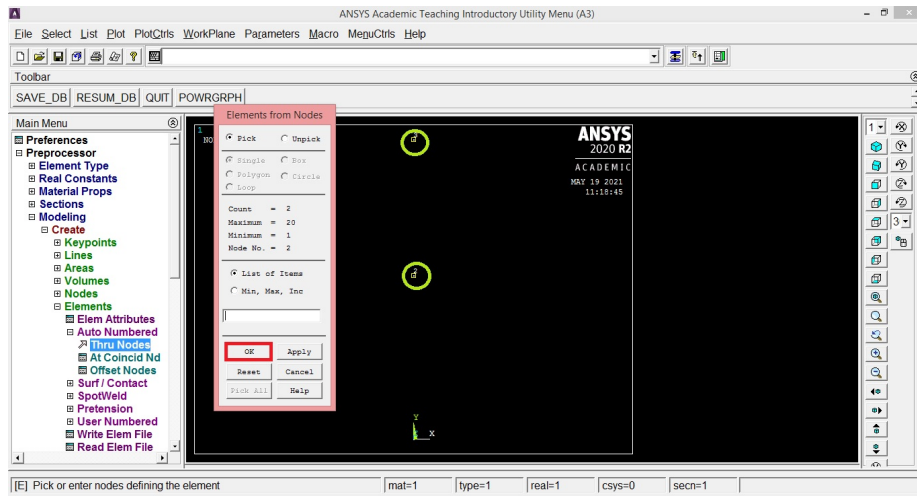 ANSYS Academic Teaching Introductory Utility Menu (A3)
File Select List Plot PlotCtrls WorkPlane Parameters Macro MenuCtrls Help
Toolbar
SAVE_DB RESUM_DB QUIT POWRGRPH
Main Menu
Preferences
Preprocessor
Element Type
Real Constants
Material Props
Sections
Modeling
Create
Keypoints
Lines
Areas
Volumes
Nodes
Elements
Elem Attributes
Auto Numbered
Thru Nodes
At Coincid Nd
Offset Nodes
Surf / Contact
SpotWeld
Pretension
User Numbered
Write Elem File
Read Elem File
Elements from Nodes
Pick Unpick
Single Box
Polygon Circle
Loop
Count = 2
Maximum = 20
Minimum = 1
Node No. = 2
List of Items
Min, Max, Inc
OK Apply
Reset Cancel
Pick All Help
1
NO
2
Y
X
ANSYS
2020 R2
ACADEMIC
MAY 19 2021
11:18:45
1
3
[E] Pick or enter nodes defining the element
mat=1 type=1 real=1 csys=0 secn=1